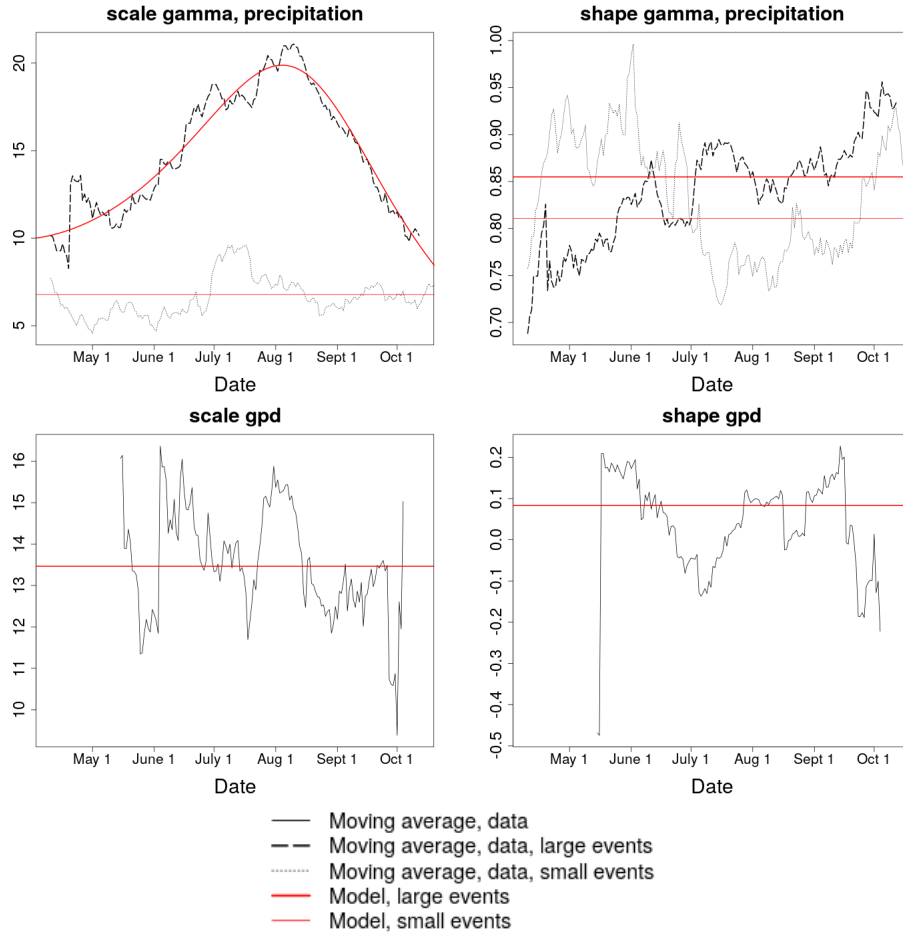 scale gamma, precipitation
20
15
10
5
May 1 June 1 July 1 Aug 1 Sept 1 Oct 1
Date
shape gamma, precipitation
1.00
0.95
0.90
0.85
0.80
0.75
0.70
May 1 June 1 July 1 Aug 1 Sept 1 Oct 1
Date
scale gpd
16
15
14
13
12
11
10
May 1 June 1 July 1 Aug 1 Sept 1 Oct 1
Date
shape gpd
0.2
0.1
0.0
-0.1
-0.2
-0.3
-0.4
-0.5
May 1 June 1 July 1 Aug 1 Sept 1 Oct 1
Date
Moving average, data
Moving average, data, large events
Moving average, data, small events
Model, large events
Model, small events